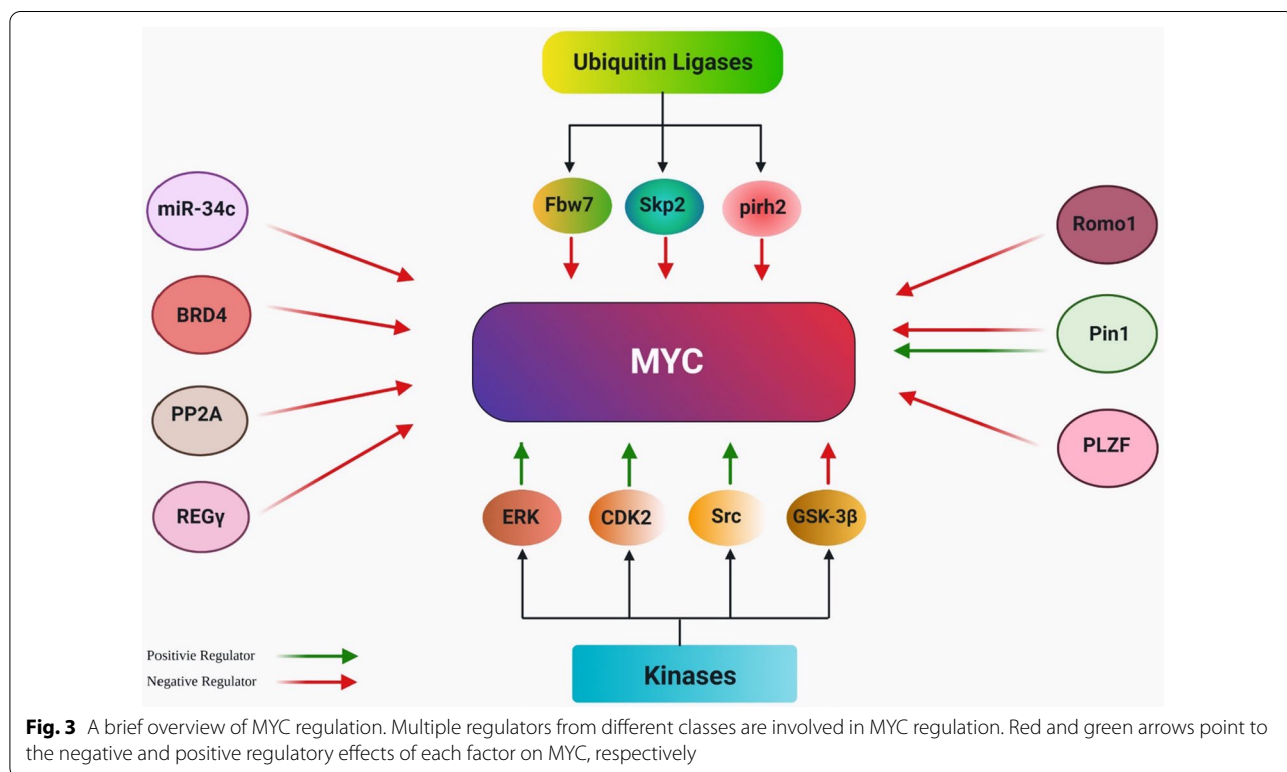 Ubiquitin Ligases
Fbw7
Skp2
pirh2
miR-34c
BRD4
PP2A
REGγ
MYC
Romo1
Pin1
PLZF
ERK
CDK2
Src
GSK-3β
Kinases
Positivie Regulator
Negative Regulator
Fig. 3 A brief overview of MYC regulation. Multiple regulators from different classes are involved in MYC regulation. Red and green arrows point to
the negative and positive regulatory effects of each factor on MYC, respectively